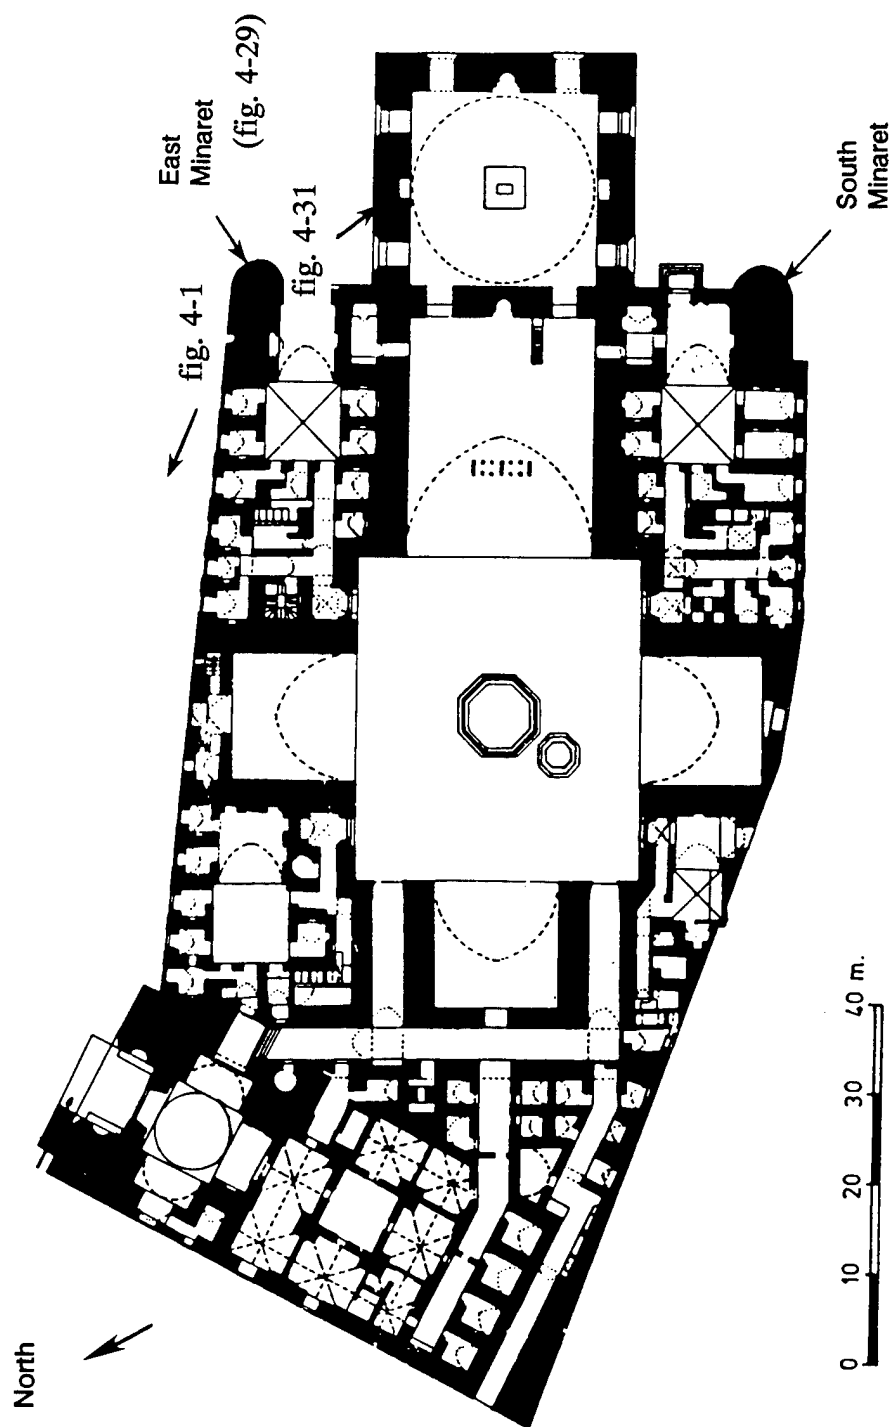 East
Minaret
(fig. 4-29)
fig. 4-31
fig. 4-1
South
Minaret
North
0 10 20 30 40 m.